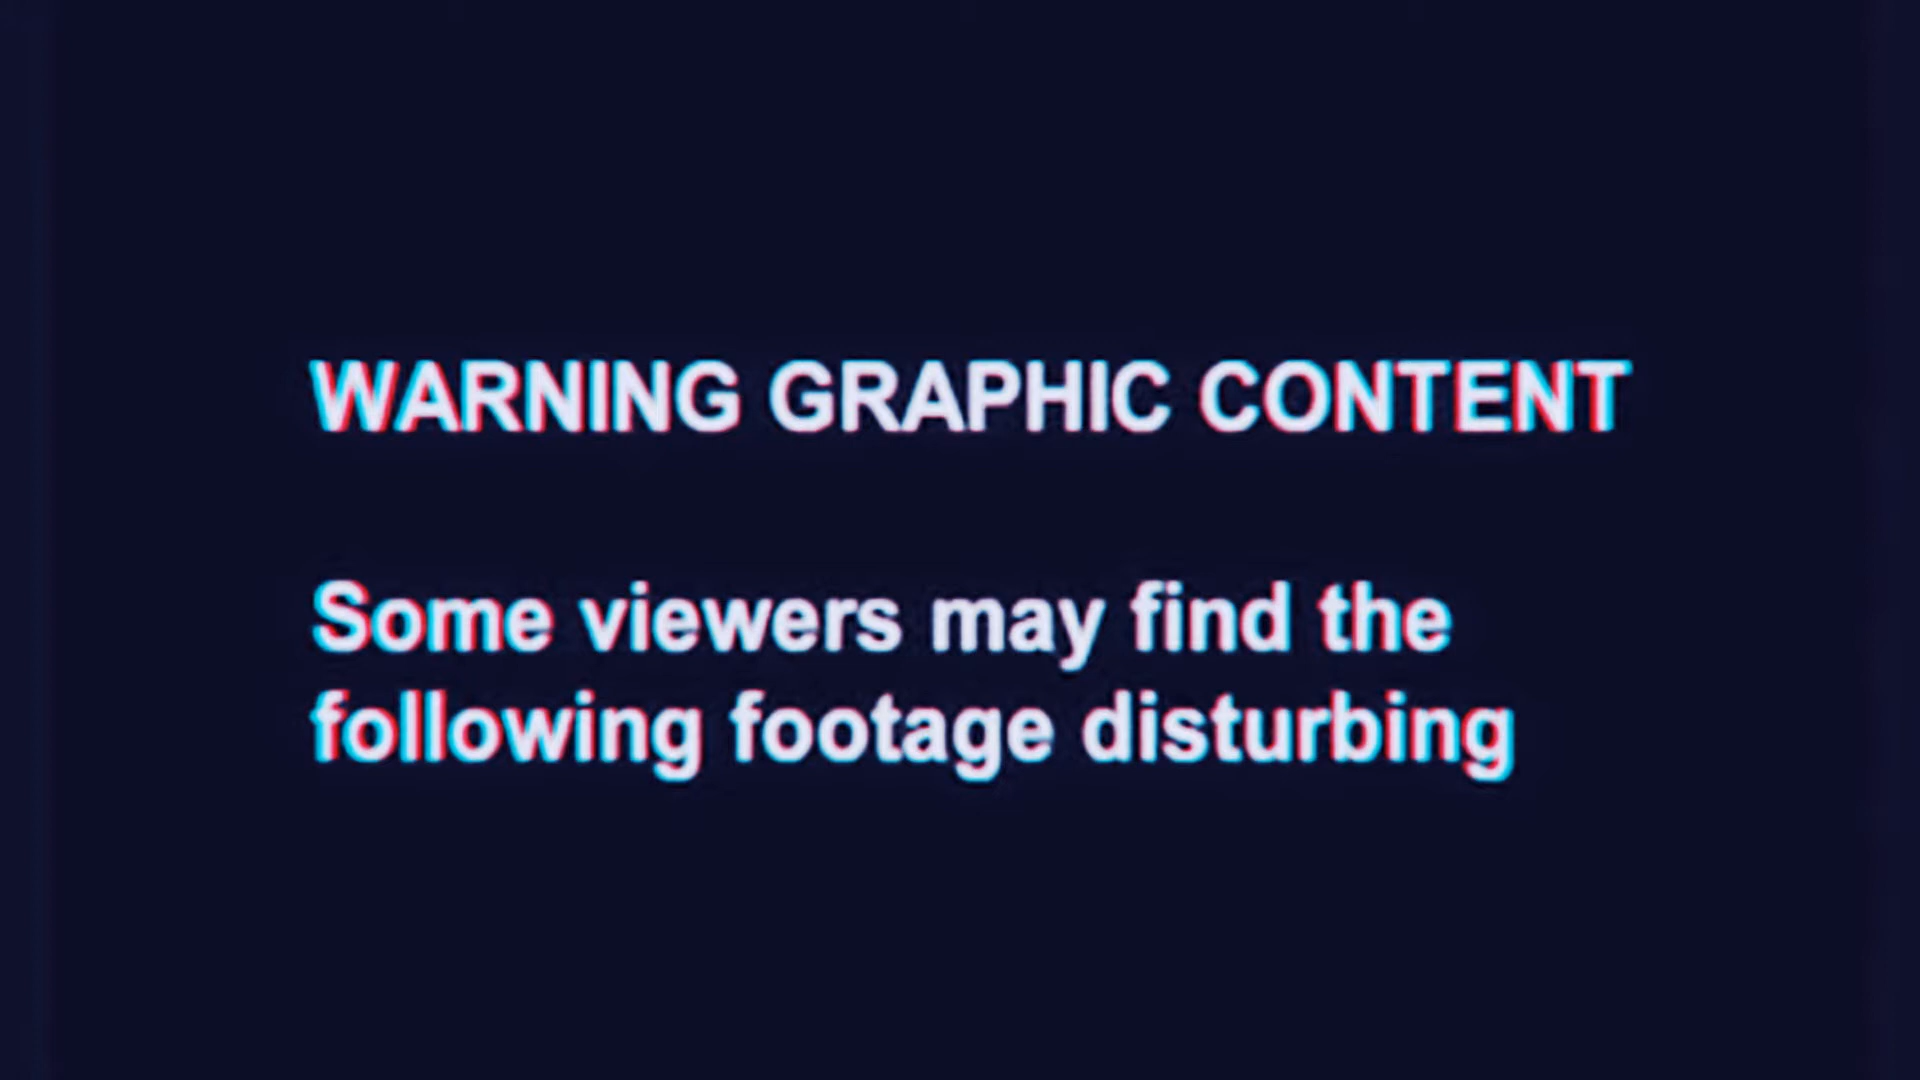 WARNING GRAPHIC CONTENT
Some viewers may find the
following footage disturbing